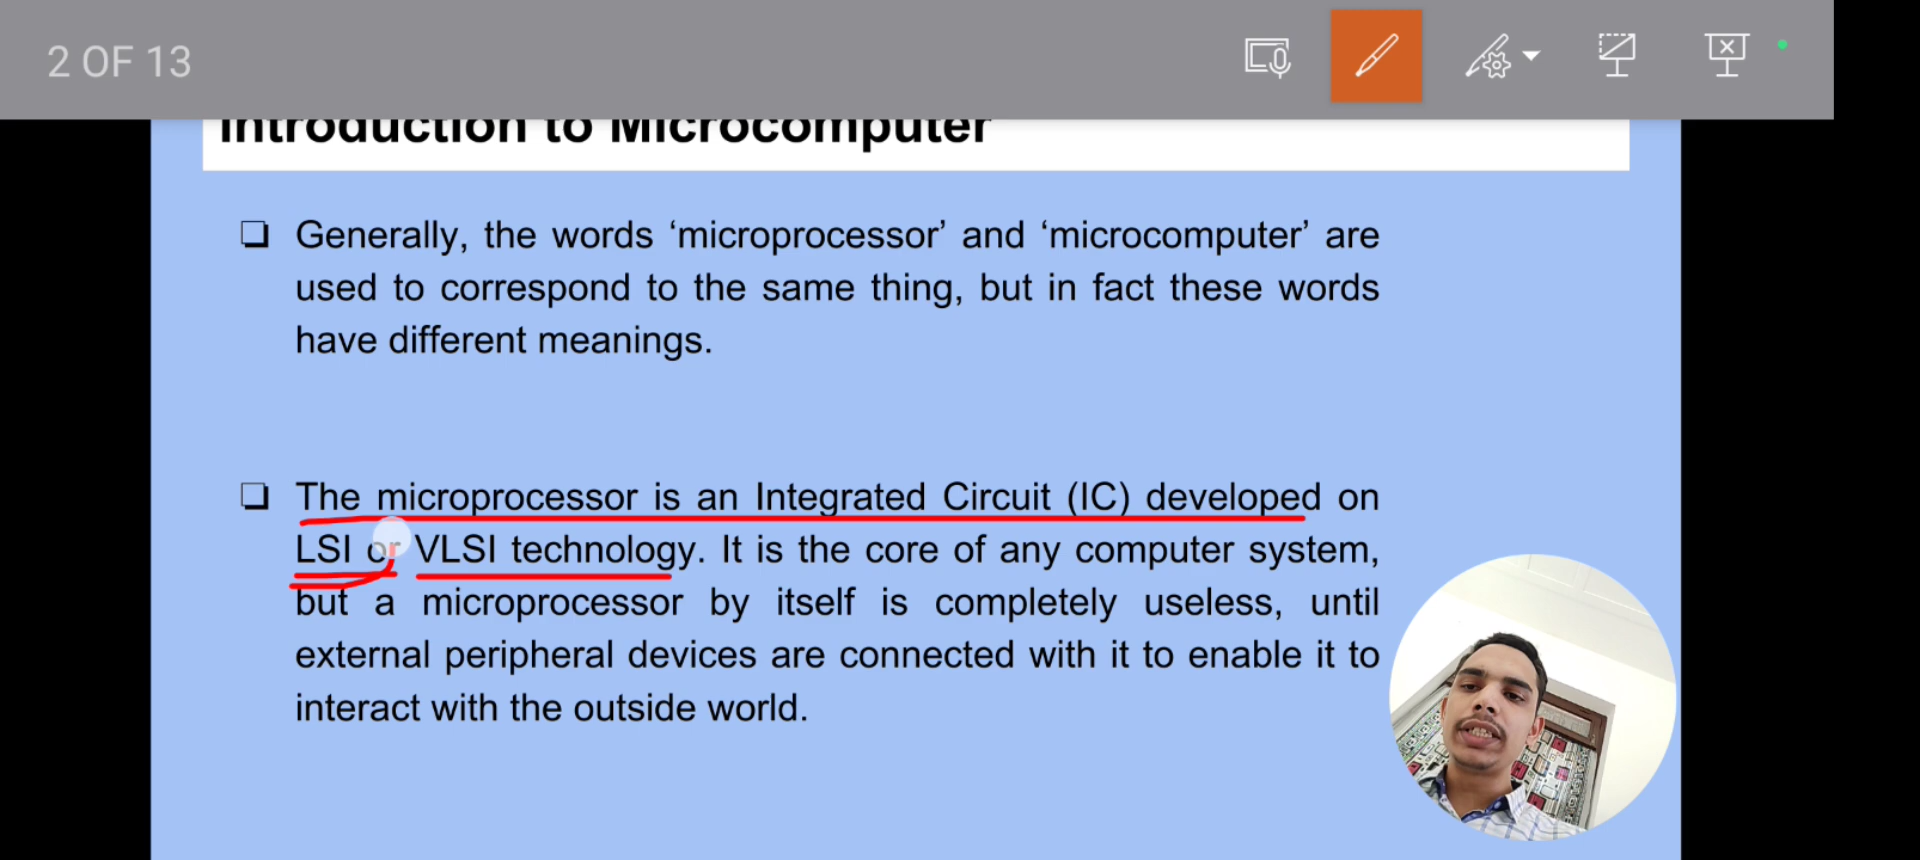 2 OF 13
Introduction to Microcomputer
Generally, the words ‘microprocessor’ and ‘microcomputer’ are
used to correspond to the same thing, but in fact these words
have different meanings.
The microprocessor is an Integrated Circuit (IC) developed on
LSI or VLSI technology. It is the core of any computer system,
but a microprocessor by itself is completely useless, until
external peripheral devices are connected with it to enable it to
interact with the outside world.